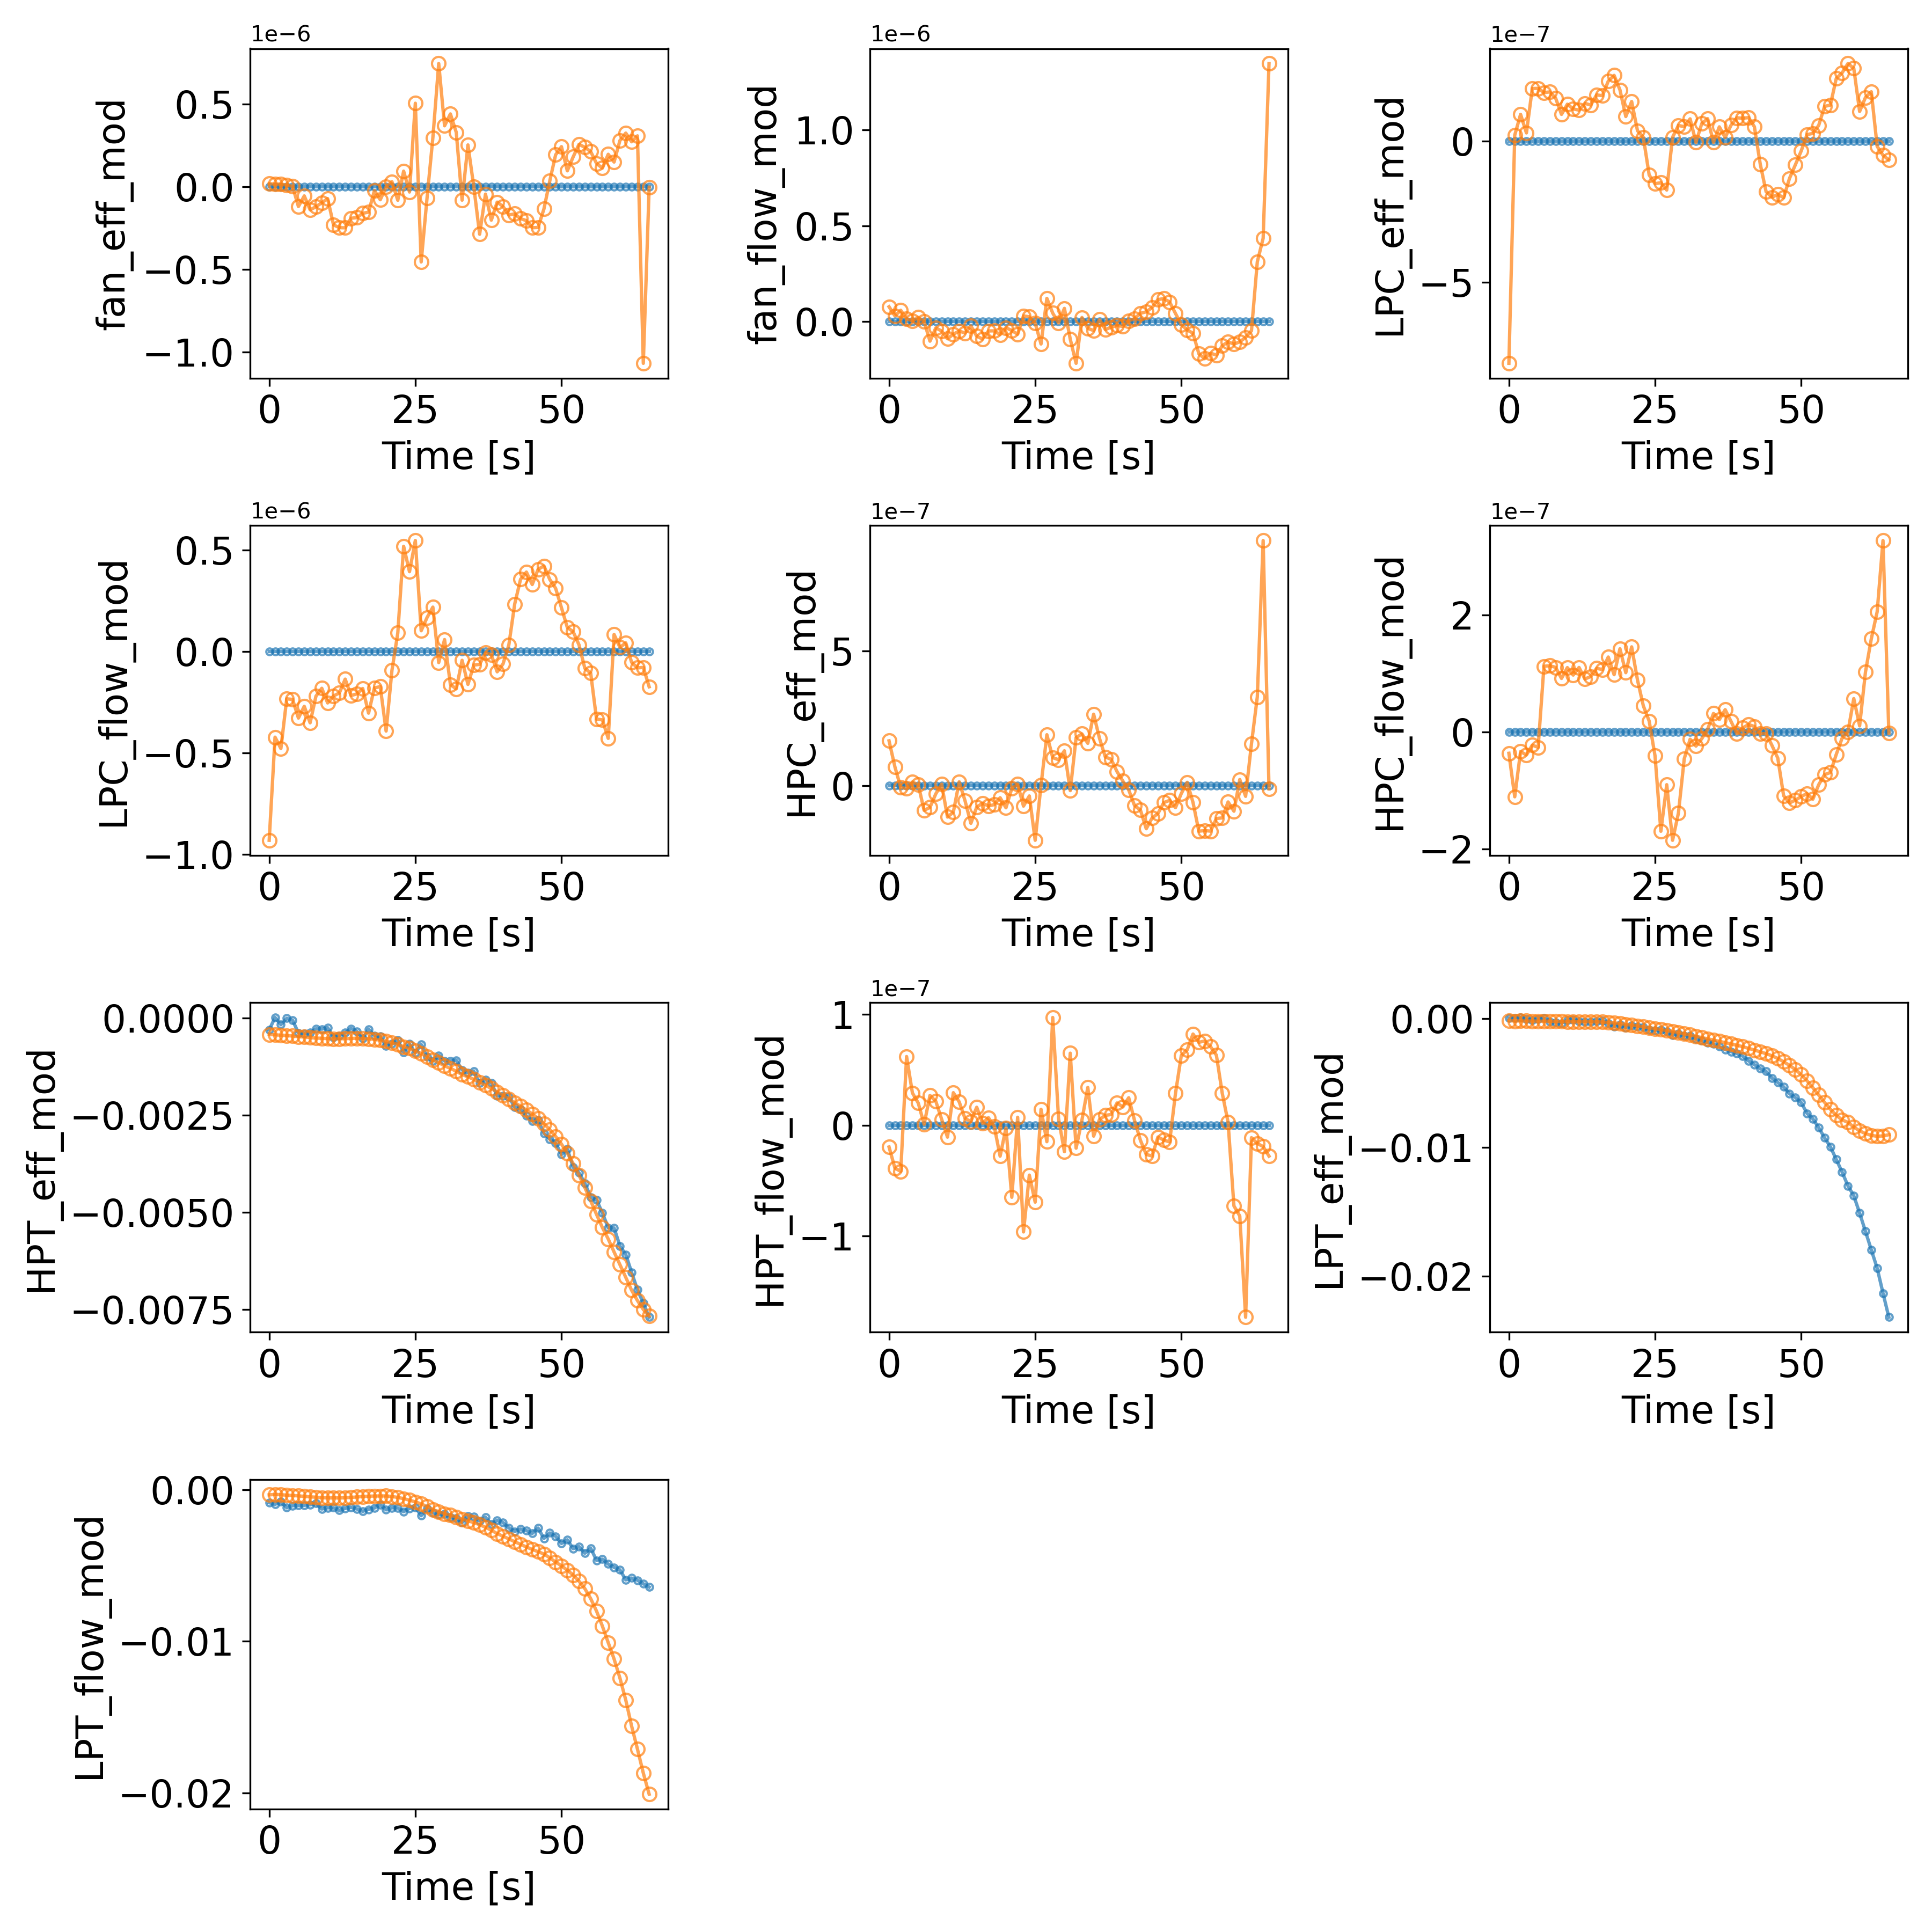 1e−6
fan_eff_mod
0.5
0.0
−0.5
−1.0
0 25 50
Time [s]
1e−6
fan_flow_mod
1.0
0.5
0.0
0 25 50
Time [s]
1e−7
LPC_eff_mod
0
−5
0 25 50
Time [s]
1e−6
LPC_flow_mod
0.5
0.0
−0.5
−1.0
0 25 50
Time [s]
1e−7
HPC_eff_mod
5
0
0 25 50
Time [s]
1e−7
HPC_flow_mod
2
0
−2
0 25 50
Time [s]
HPT_eff_mod
0.0000
−0.0025
−0.0050
−0.0075
0 25 50
Time [s]
1e−7
HPT_flow_mod
1
0
−1
0 25 50
Time [s]
LPT_eff_mod
0.00
−0.01
−0.02
0 25 50
Time [s]
LPT_flow_mod
0.00
−0.01
−0.02
0 25 50
Time [s]